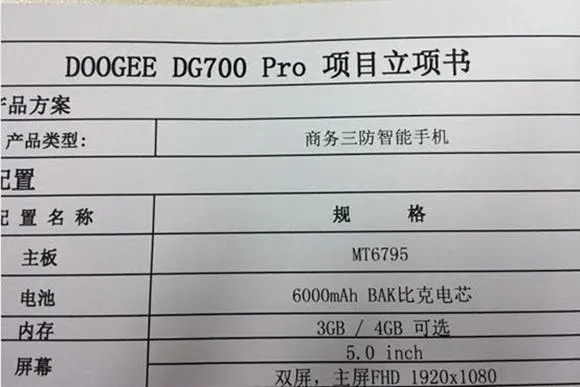 DOOGEE DG700 Pro 项目立项书
产品方案
产品类型: 商务三防智能手机
配置
配置名称 规 格
主板 MT6795
电池 6000mAh BAK比克电芯
内存 3GB / 4GB 可选
屏幕 5.0 inch
双屏，主屏FHD 1920x1080